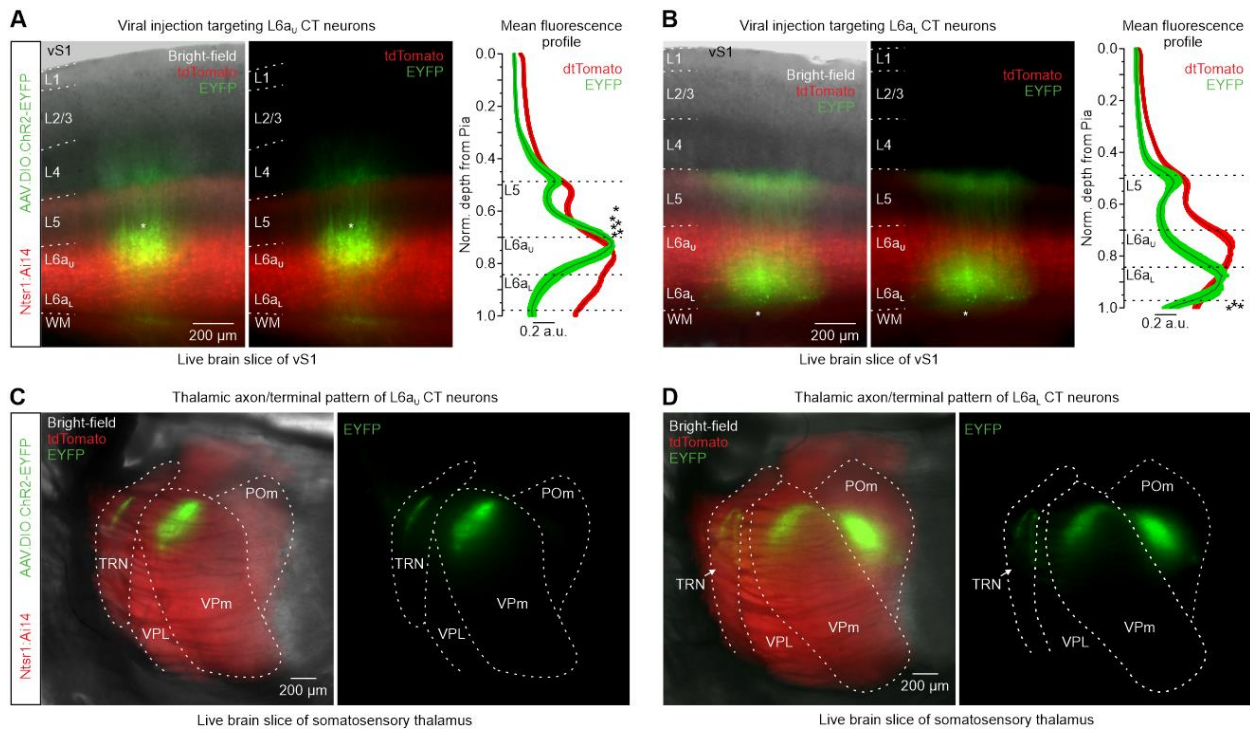 A
Viral injection targeting L6aU CT neurons
Mean fluorescence
profile
AAV.DIO.ChR2-EYFP
Ntsr1:Ai14
vS1
Bright-field
tdTomato
EYFP
L1
L2/3
L4
L5
*
L6aU
L6aL
WM
tdTomato
EYFP
L1
L2/3
L4
L5
*
L6aU
L6aL
WM
200 µm
dtTomato
EYFP
Norm. depth from Pia
0.0
0.2
0.4
0.6
0.8
1.0
L5
L6aU
L6aL
*
**
**
0.2 a.u.
Live brain slice of vS1
B
Viral injection targeting L6aL CT neurons
Mean fluorescence
profile
vS1
Bright-field
tdTomato
EYFP
L1
L2/3
L4
L5
L6aU
L6aL
WM
*
tdTomato
EYFP
L1
L2/3
L4
L5
L6aU
L6aL
WM
*
200 µm
dtTomato
EYFP
Norm. depth from Pia
0.0
0.2
0.4
0.6
0.8
1.0
L5
L6aU
L6aL
***
0.2 a.u.
Live brain slice of vS1
C
Thalamic axon/terminal pattern of L6aU CT neurons
AAV.DIO.ChR2-EYFP
Ntsr1:Ai14
Bright-field
tdTomato
EYFP
POm
TRN
VPm
VPL
200 µm
EYFP
POm
TRN
VPm
VPL
Live brain slice of somatosensory thalamus
D
Thalamic axon/terminal pattern of L6aL CT neurons
Bright-field
tdTomato
EYFP
POm
TRN
VPL
VPm
200 µm
EYFP
POm
TRN
VPL
VPm
Live brain slice of somatosensory thalamus